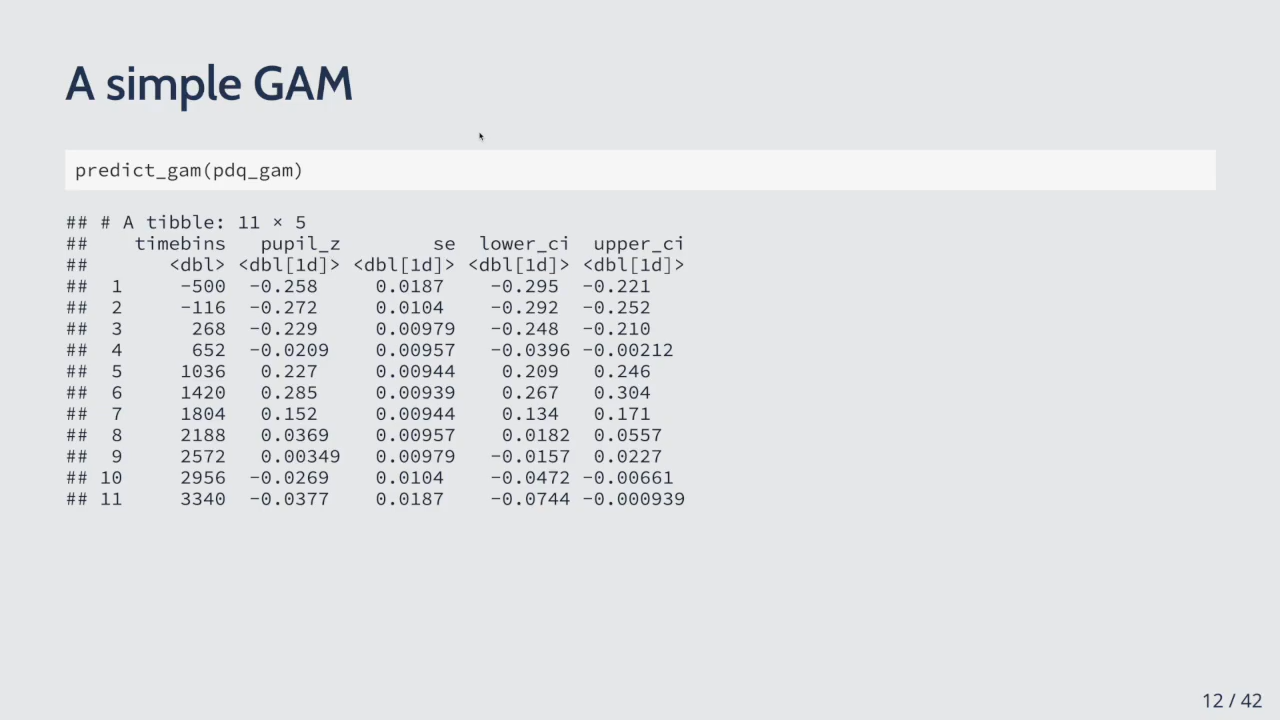 A simple GAM
predict_gam(pdq_gam)
## # A tibble: 11 × 5
##    timebins   pupil_z        se  lower_ci  upper_ci
##       <dbl> <dbl[1d]> <dbl[1d]> <dbl[1d]> <dbl[1d]>
##  1     -500  -0.258     0.0187    -0.295  -0.221
##  2     -116  -0.272     0.0104    -0.292  -0.252
##  3      268  -0.229     0.00979   -0.248  -0.210
##  4      652  -0.0209    0.00957   -0.0396 -0.00212
##  5     1036   0.227     0.00944    0.209   0.246
##  6     1420   0.285     0.00939    0.267   0.304
##  7     1804   0.152     0.00944    0.134   0.171
##  8     2188   0.0369    0.00957    0.0182  0.0557
##  9     2572   0.00349   0.00979   -0.0157  0.0227
## 10     2956  -0.0269    0.0104    -0.0472 -0.00661
## 11     3340  -0.0377    0.0187    -0.0744 -0.000939
12 / 42